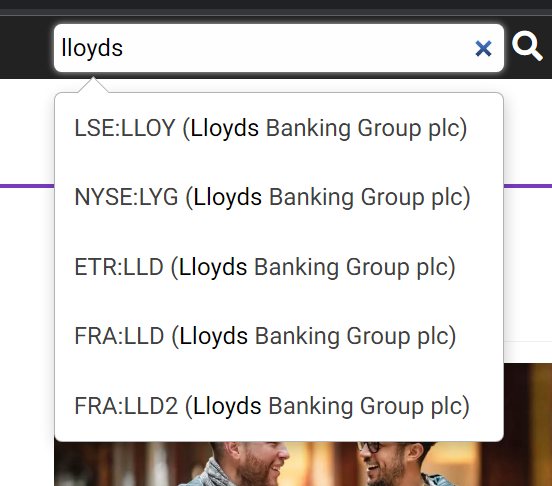 lloyds
LSE:LLOY (Lloyds Banking Group plc)
NYSE:LYG (Lloyds Banking Group plc)
ETR:LLD (Lloyds Banking Group plc)
FRA:LLD (Lloyds Banking Group plc)
FRA:LLD2 (Lloyds Banking Group plc)